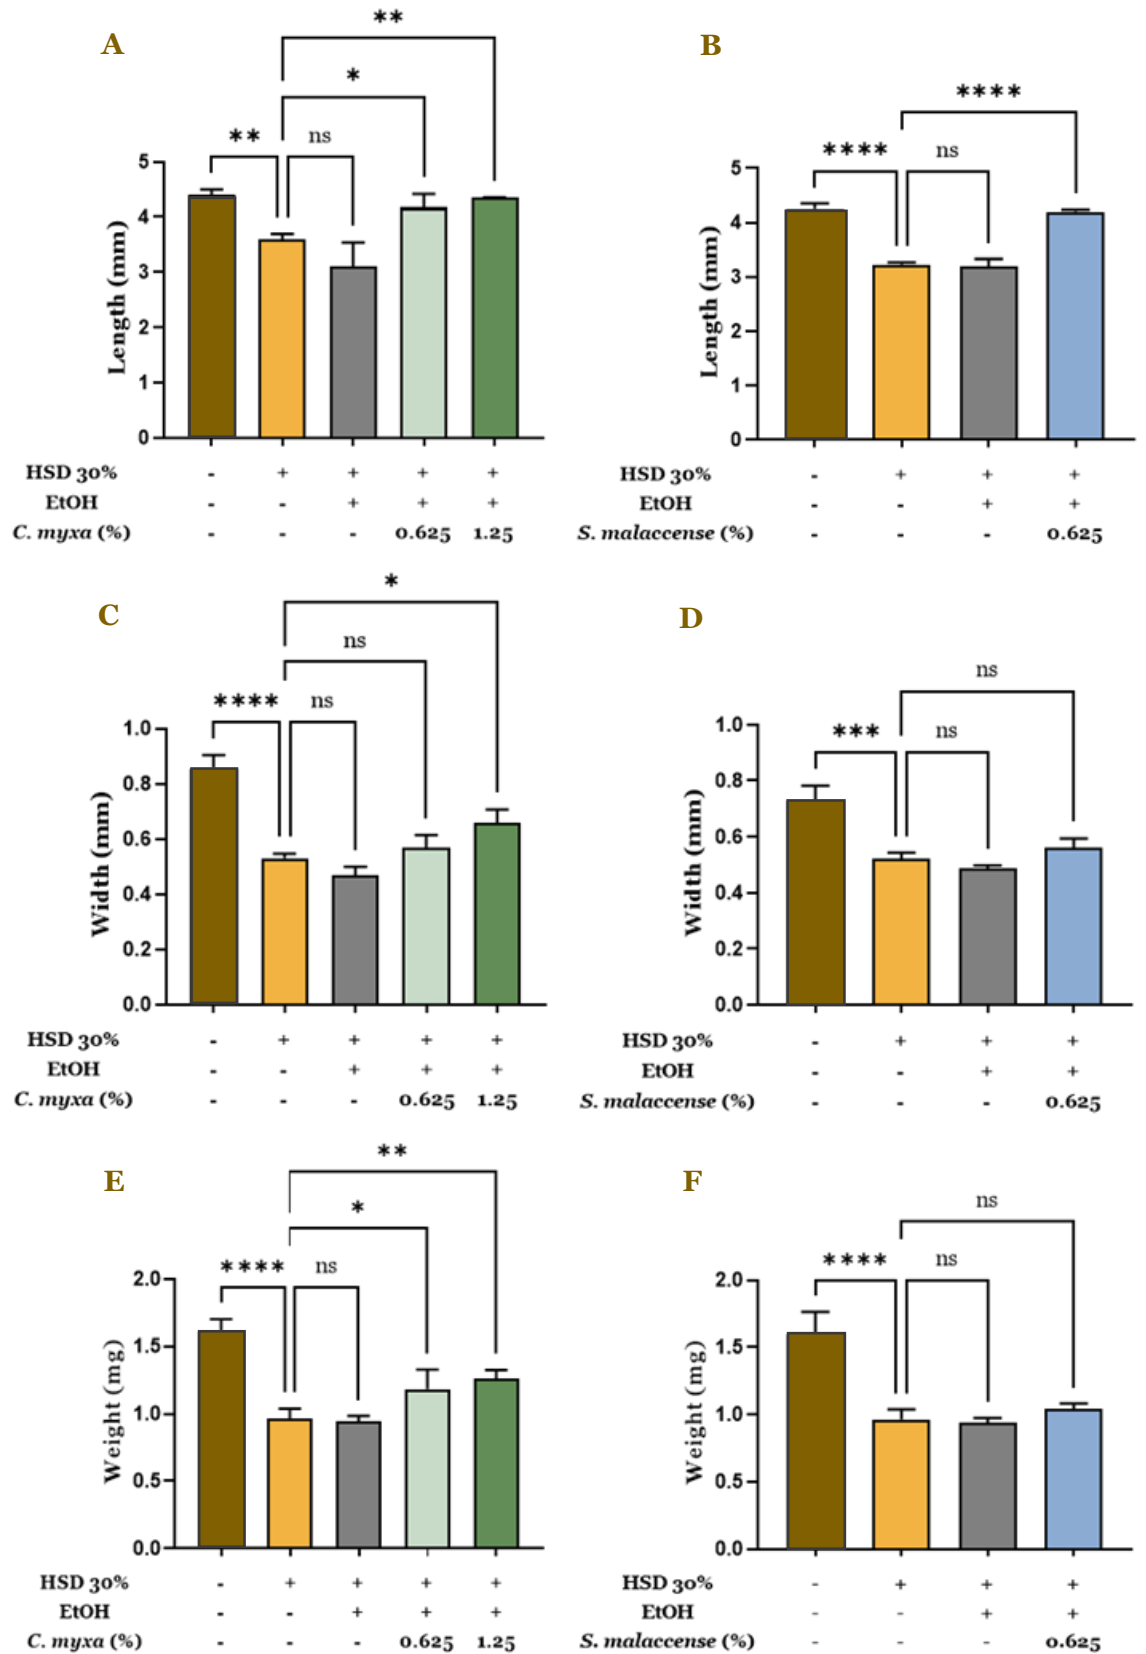 A
**
*
** ns
5
4
3
2
1
0
Length (mm)
HSD 30% - + + + +
EtOH - - + + +
C. myxa (%) - - - 0.625 1.25
B
****
**** ns
5
4
3
2
1
0
Length (mm)
HSD 30% - + + +
EtOH - - + +
S. malaccense (%) - - - 0.625
C
*
ns
**** ns
1.0
0.8
0.6
0.4
0.2
0.0
Width (mm)
HSD 30% - + + + +
EtOH - - + + +
C. myxa (%) - - - 0.625 1.25
D
ns
*** ns
1.0
0.8
0.6
0.4
0.2
0.0
Width (mm)
HSD 30% - + + +
EtOH - - + +
S. malaccense (%) - - - 0.625
E
**
*
**** ns
2.0
1.5
1.0
0.5
0.0
Weight (mg)
HSD 30% - + + + +
EtOH - - + + +
C. myxa (%) - - - 0.625 1.25
F
ns
**** ns
2.0
1.5
1.0
0.5
0.0
Weight (mg)
HSD 30% - + + +
EtOH - - + +
S. malaccense (%) - - - 0.625